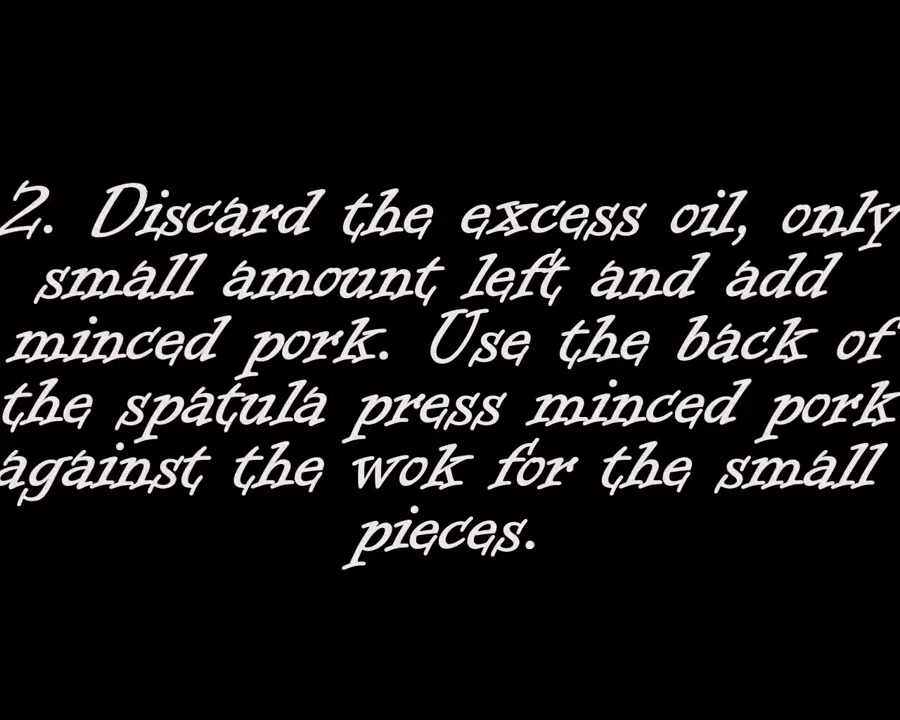 2. Discard the excess oil, only
small amount left and add
minced pork. Use the back of
the spatula press minced pork
against the wok for the small
pieces.